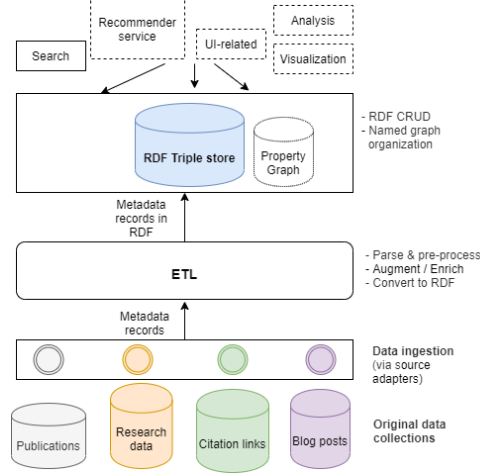 Recommender
service
Analysis
UI-related
Search
Visualization
RDF Triple store
Property
Graph
- RDF CRUD
- Named graph
organization
Metadata
records in
RDF
ETL
- Parse & pre-process
- Augment / Enrich
- Convert to RDF
Metadata
records
Data ingestion
(via source
adapters)
Publications
Research
data
Citation links
Blog posts
Original data
collections